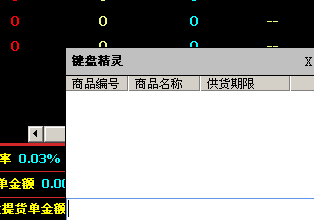 0 0 0 --
0 0 0 --
0
键盘精灵 X
商品编号 商品名称 供货期限
率 0.03%
单金额 0.00
提货单金额